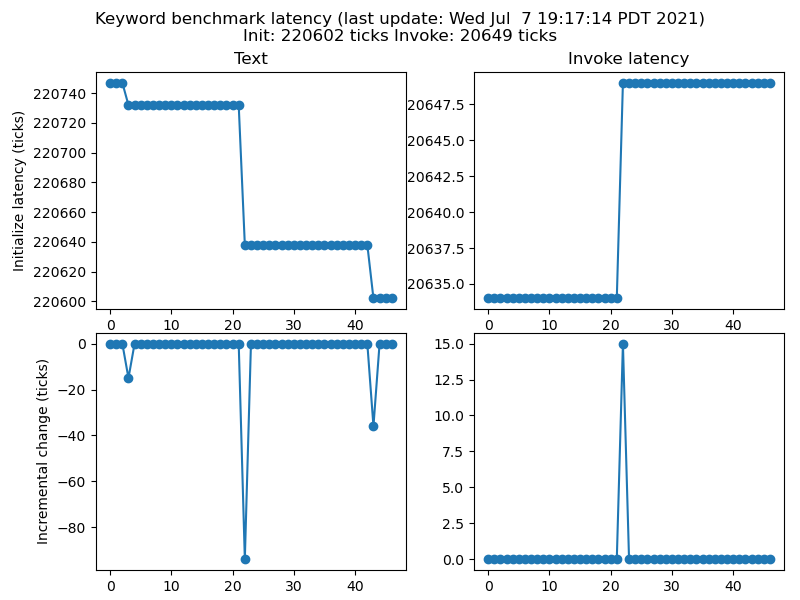 Keyword benchmark latency (last update: Wed Jul  7 19:17:14 PDT 2021)
Init: 220602 ticks Invoke: 20649 ticks
Text
Invoke latency
Initialize latency (ticks)
220740
220720
220700
220680
220660
220640
220620
220600
0 10 20 30 40
20647.5
20645.0
20642.5
20640.0
20637.5
20635.0
0 10 20 30 40
Incremental change (ticks)
0
−20
−40
−60
−80
0 10 20 30 40
15.0
12.5
10.0
7.5
5.0
2.5
0.0
0 10 20 30 40